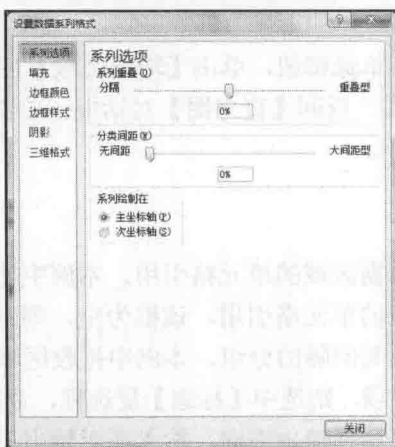 设置数据系列格式
系列选项
填充
边框颜色
边框样式
阴影
三维格式
系列选项
系列重叠(O)
分隔 重叠型
0%
分类间距(W)
无间距 大间距型
0%
系列绘制在
主坐标轴(P)
次坐标轴(S)
关闭